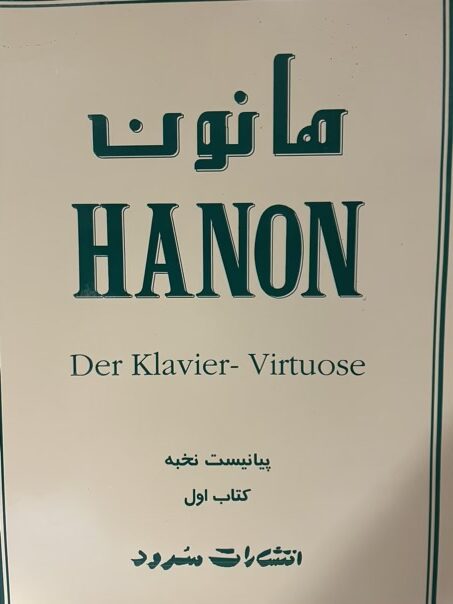 هانون
HANON
Der Klavier- Virtuose
پیانیست نخبه
کتاب اول
انتشارات سرود